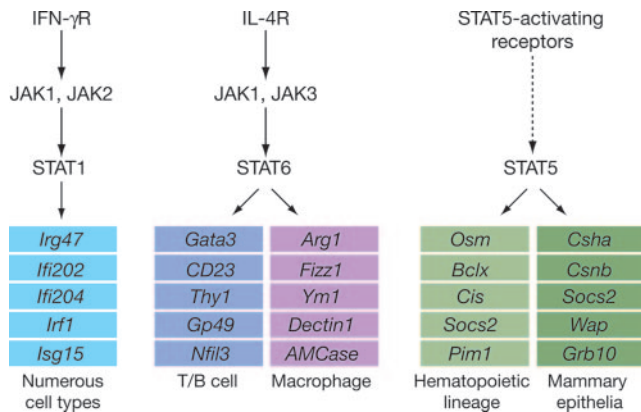 IFN-γR
JAK1, JAK2
STAT1
Irg47
Ifi202
Ifi204
Irf1
Isg15
Numerous
cell types
IL-4R
JAK1, JAK3
STAT6
Gata3
CD23
Thy1
Gp49
Nfil3
T/B cell
Arg1
Fizz1
Ym1
Dectin1
AMCase
Macrophage
STAT5-activating
receptors
STAT5
Osm
Bclx
Cis
Socs2
Pim1
Hematopoietic
lineage
Csha
Csnb
Socs2
Wap
Grb10
Mammary
epithelia